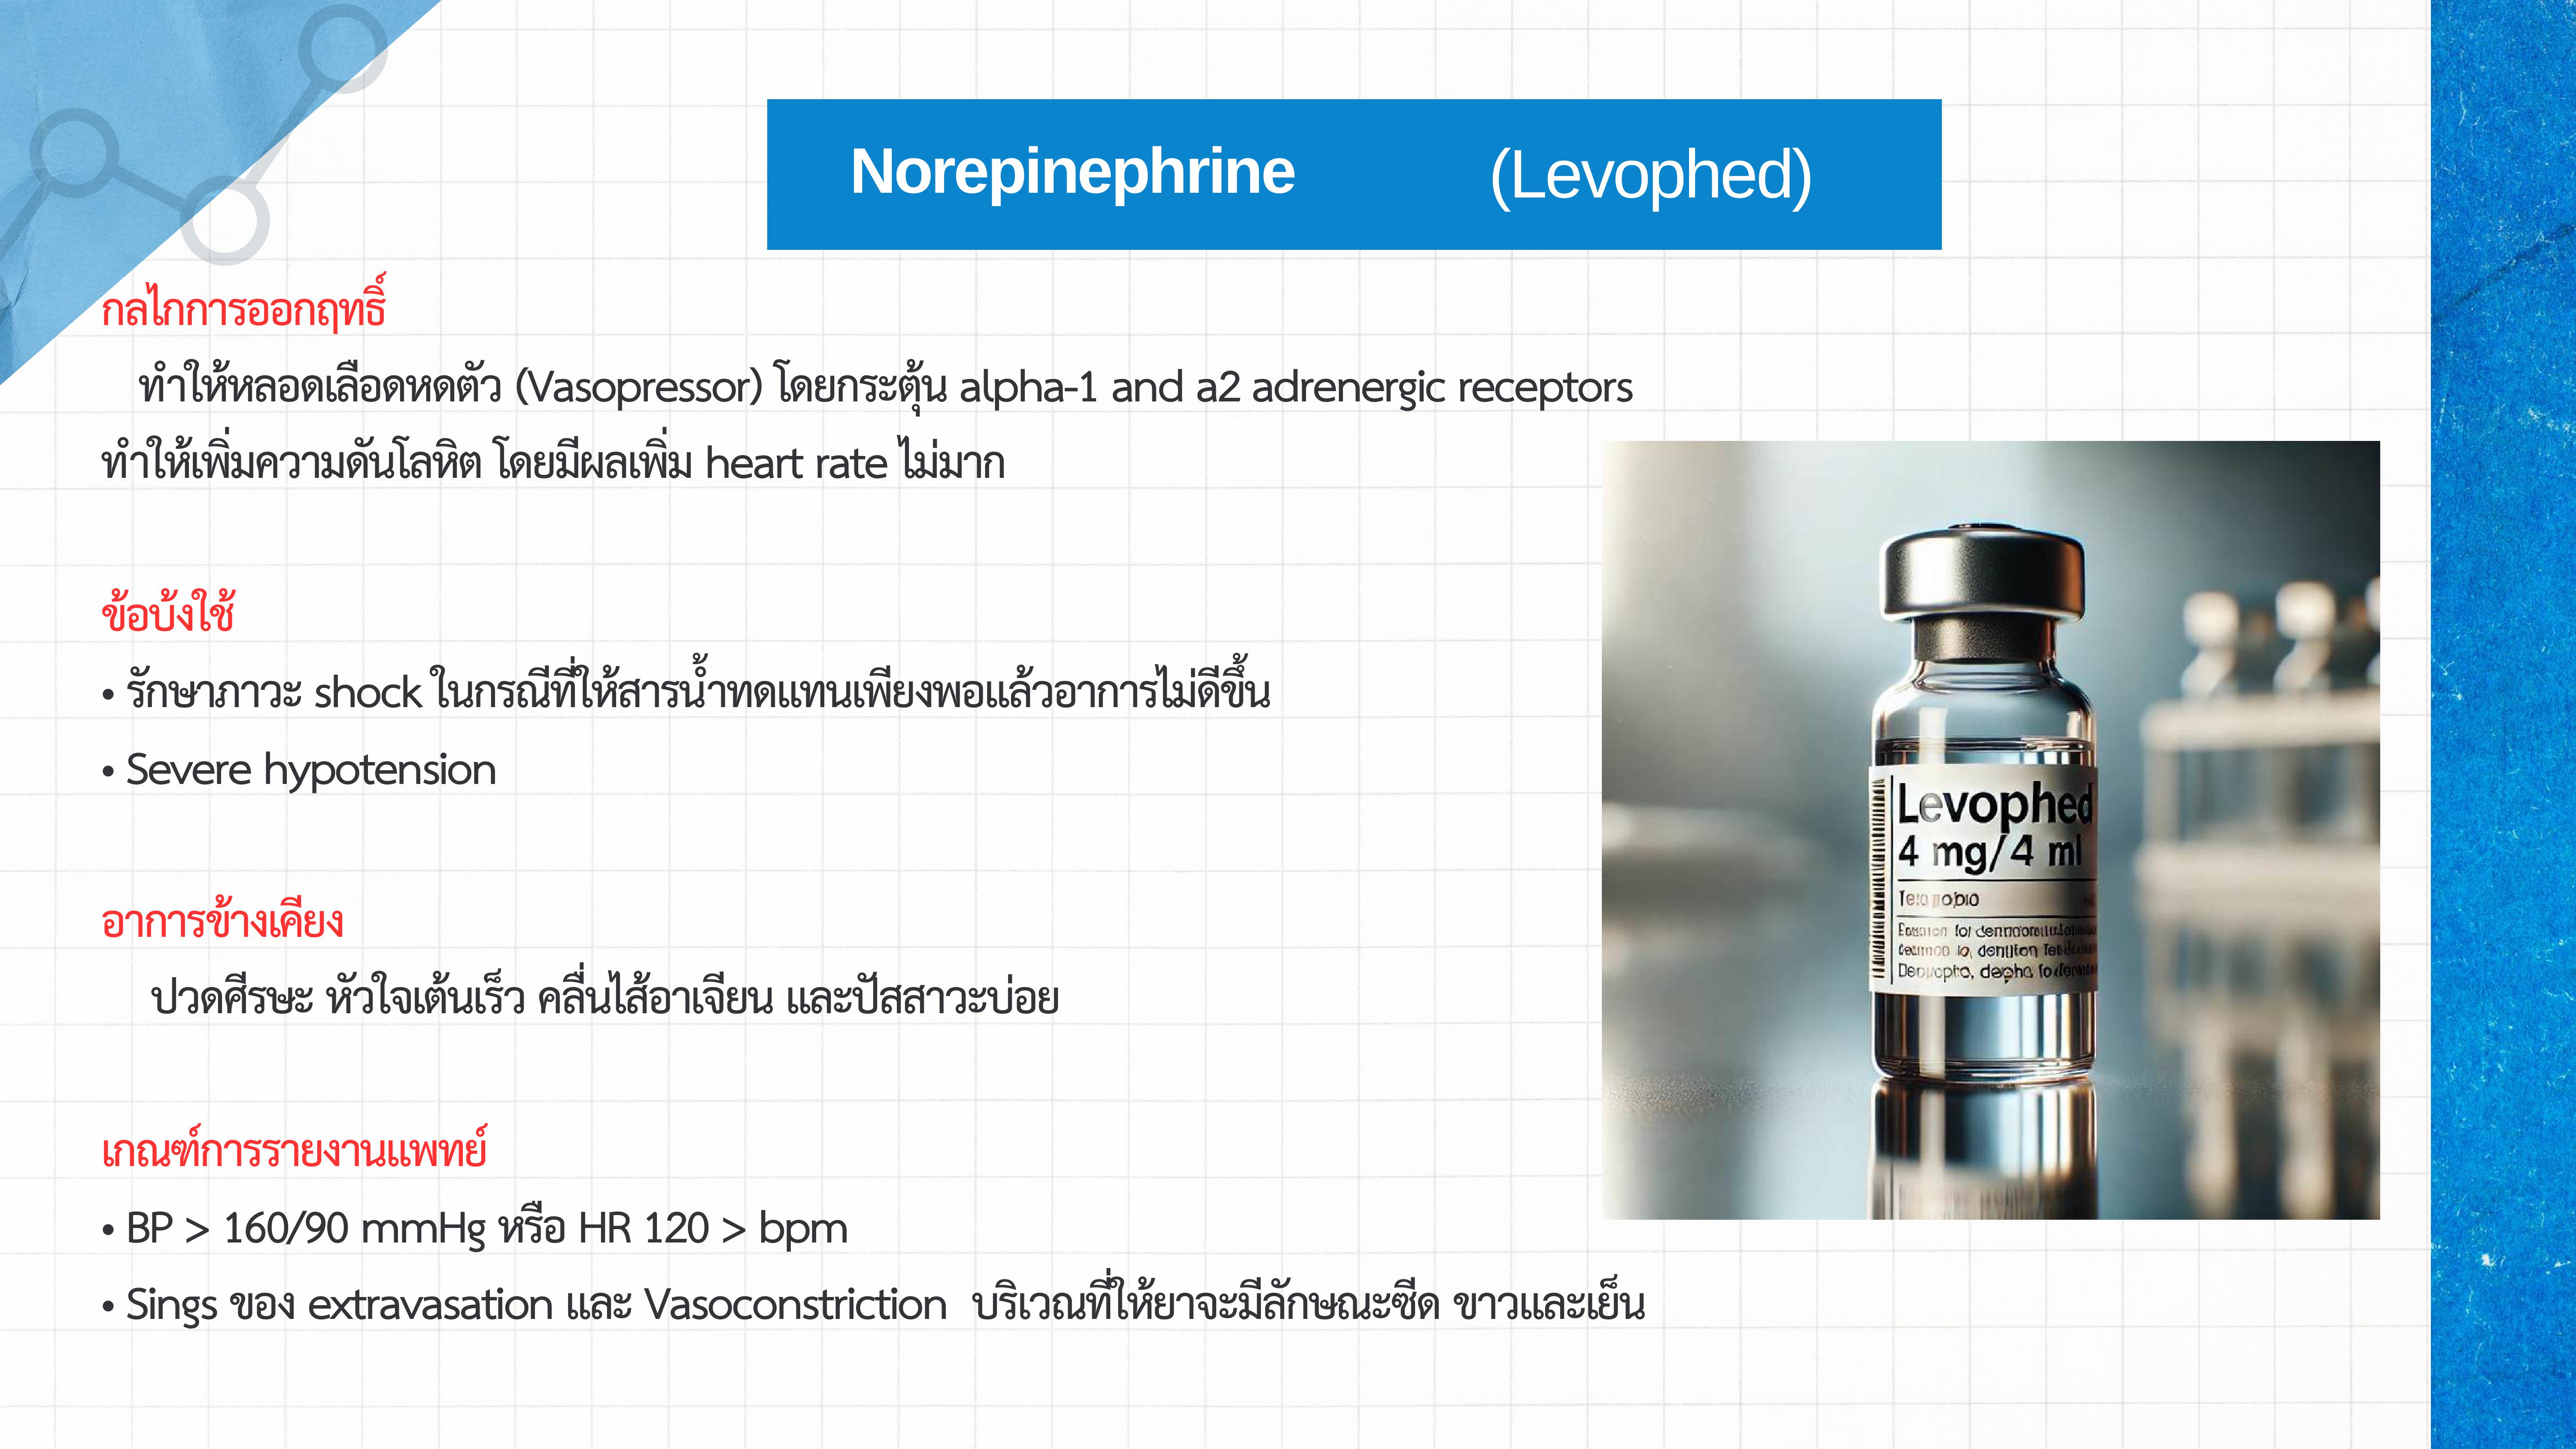 Norepinephrine (Levophed)
กลไกการออกฤทธิ์
ทำให้หลอดเลือดหดตัว (Vasopressor) โดยกระตุ้น alpha-1 and a2 adrenergic receptors
ทำให้เพิ่มความดันโลหิต โดยมีผลเพิ่ม heart rate ไม่มาก
ข้อบ้งใช้
• รักษาภาวะ shock ในกรณีที่ให้สารน้ำทดแทนเพียงพอแล้วอาการไม่ดีขึ้น
• Severe hypotension
อาการข้างเคียง
ปวดศีรษะ หัวใจเต้นเร็ว คลื่นไส้อาเจียน และปัสสาวะบ่อย
เกณฑ์การรายงานแพทย์
• BP > 160/90 mmHg หรือ HR 120 > bpm
• Sings ของ extravasation และ Vasoconstriction บริเวณที่ให้ยาจะมีลักษณะซีด ขาวและเย็น
Levophed
4 mg/4 ml